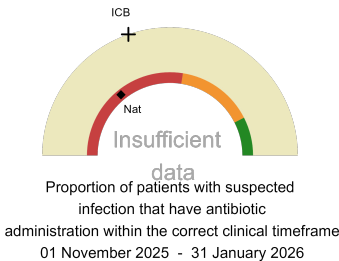 ICB
Nat
Insufficient
data
Proportion of patients with suspected
infection that have antibiotic
administration within the correct clinical timeframe
01 November 2025 - 31 January 2026